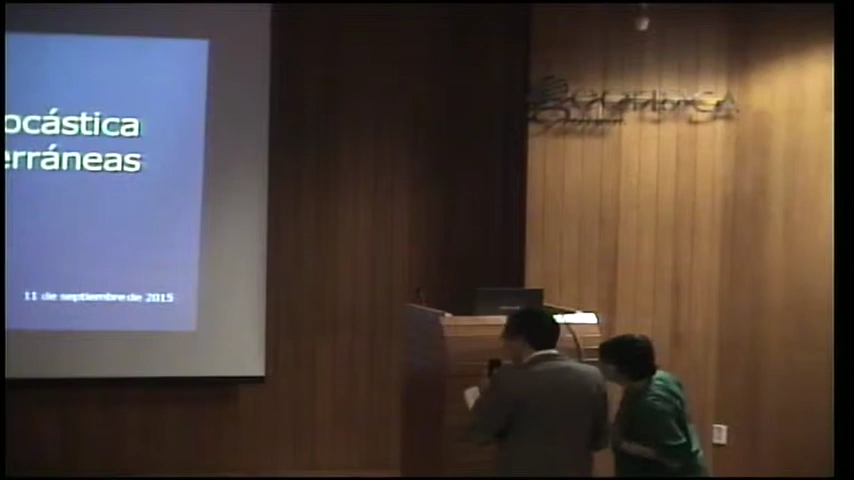 ocástica
erráneas
11 de septiembre de 2015